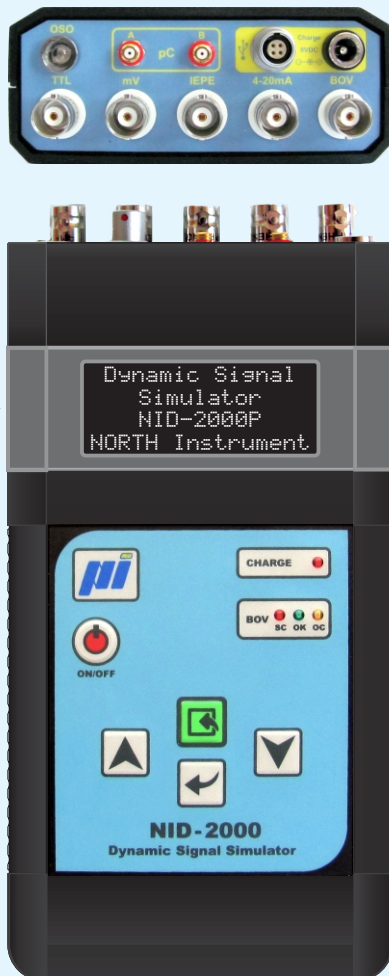 OSO
A
B
pC
Charge
9VDC
TTL
mV
IEPE
4-20mA
BOV
Dynamic Signal
Simulator
NID-2000P
NORTH Instrument
pi
CHARGE
BOV
SC OK OC
ON/OFF
NID-2000
Dynamic Signal Simulator